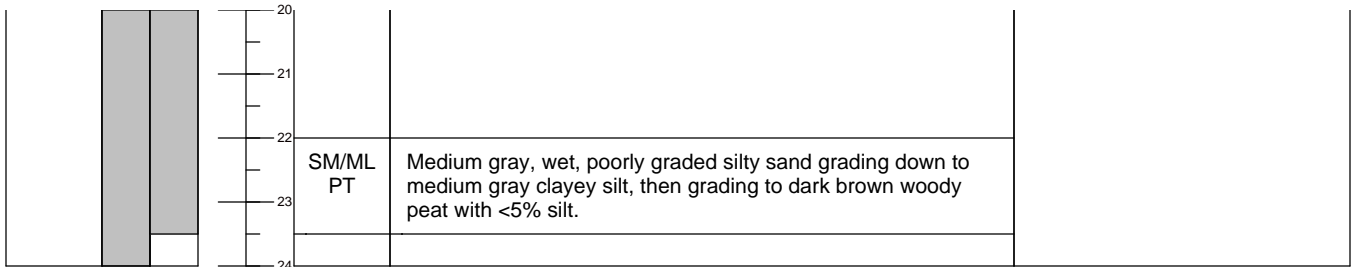 20
21
22
SM/ML
PT
Medium gray, wet, poorly graded silty sand grading down to
medium gray clayey silt, then grading to dark brown woody
peat with <5% silt.
23
24